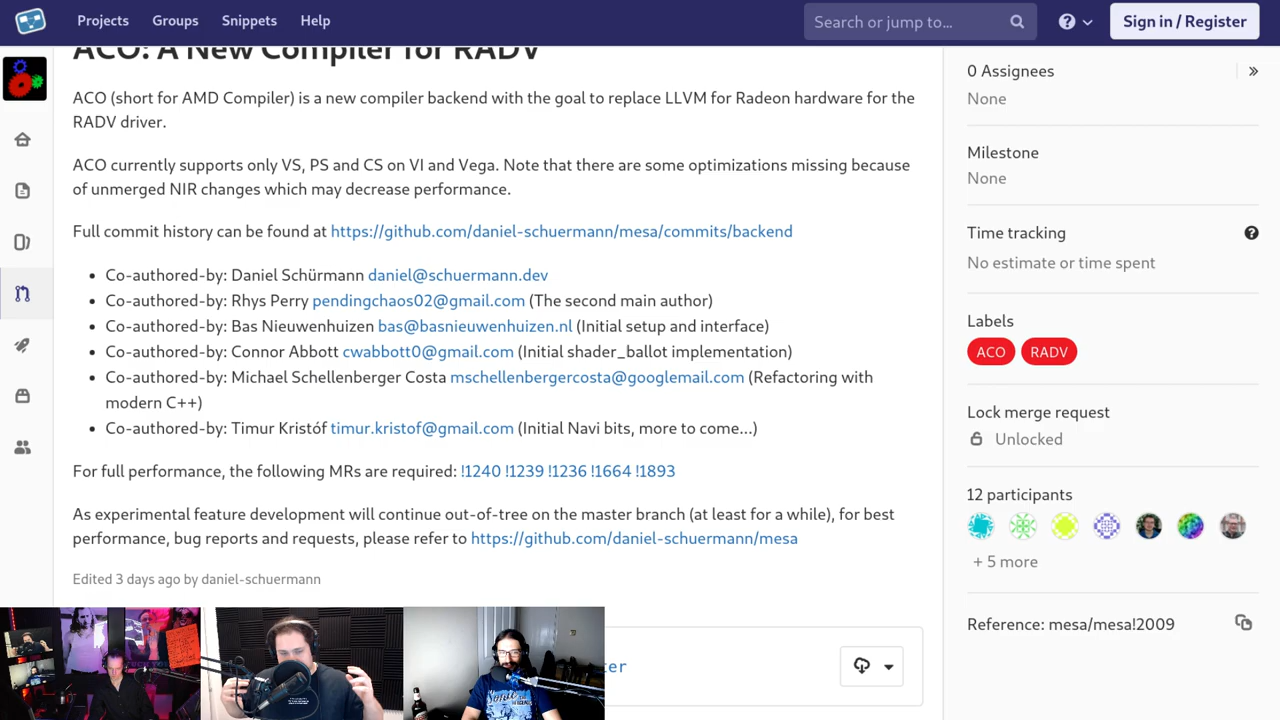 Projects Groups Snippets Help Search or jump to... Sign in / Register
ACO: A New Compiler for RADV
ACO (short for AMD Compiler) is a new compiler backend with the goal to replace LLVM for Radeon hardware for the
RADV driver.
ACO currently supports only VS, PS and CS on VI and Vega. Note that there are some optimizations missing because
of unmerged NIR changes which may decrease performance.
Full commit history can be found at https://github.com/daniel-schuermann/mesa/commits/backend
• Co-authored-by: Daniel Schürmann daniel@schuermann.dev
• Co-authored-by: Rhys Perry pendingchaos02@gmail.com (The second main author)
• Co-authored-by: Bas Nieuwenhuizen bas@basnieuwenhuizen.nl (Initial setup and interface)
• Co-authored-by: Connor Abbott cwabbott0@gmail.com (Initial shader_ballot implementation)
• Co-authored-by: Michael Schellenberger Costa mschellenbergercosta@googlemail.com (Refactoring with
modern C++)
• Co-authored-by: Timur Kristóf timur.kristof@gmail.com (Initial Navi bits, more to come...)
For full performance, the following MRs are required: !1240 !1239 !1236 !1664 !1893
As experimental feature development will continue out-of-tree on the master branch (at least for a while), for best
performance, bug reports and requests, please refer to https://github.com/daniel-schuermann/mesa
Edited 3 days ago by daniel-schuermann
ter
0 Assignees
None
Milestone
None
Time tracking
No estimate or time spent
Labels
ACO RADV
Lock merge request
Unlocked
12 participants
+ 5 more
Reference: mesa/mesa!2009